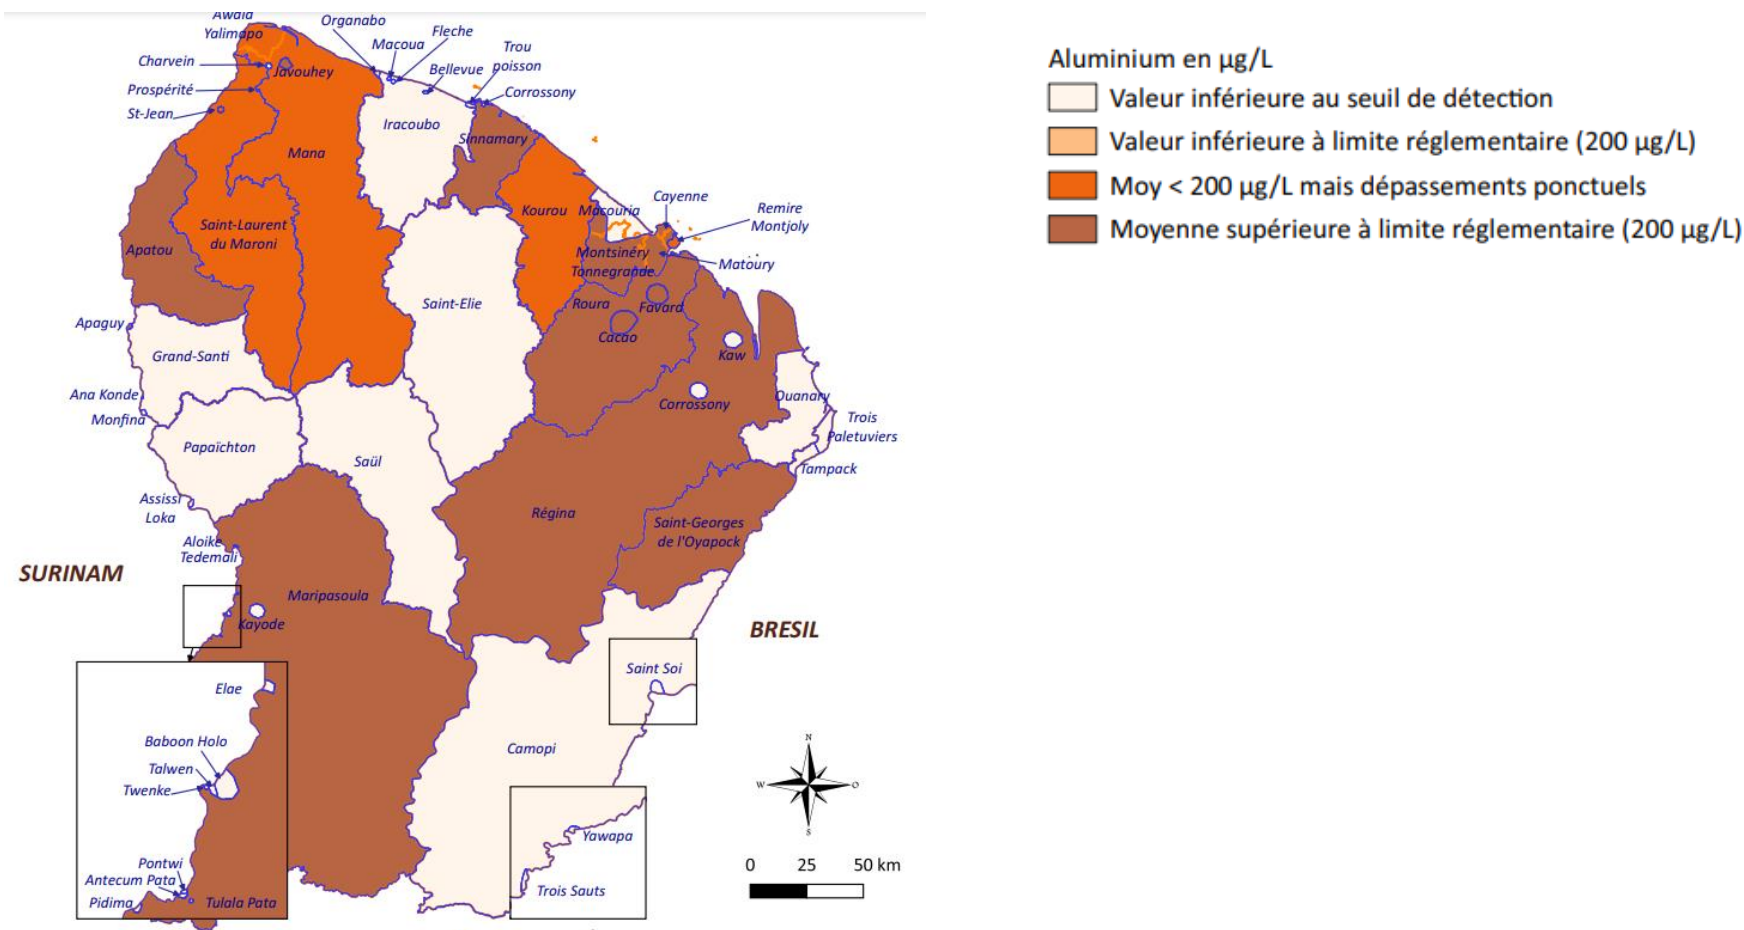 Awala
Yalimapo
Organabo
Macoua
Fleche
Bellevue
Trou
poisson
Corrossony
Charvein
Javouhey
Prospérité
St-Jean
Iracoubo
Sinnamary
Mana
Saint-Laurent
du Maroni
Apatou
Kourou
Macouria
Cayenne
Remire
Montjoly
Montsinéry
Tonnegrande
Matoury
Saint-Elie
Roura
Favard
Cacao
Kaw
Apaguy
Grand-Santi
Ana Konde
Monfina
Corrossony
Ouanary
Trois
Paletuviers
Tampack
Papaïchton
Saül
Assissi
Loka
Régina
Saint-Georges
de l'Oyapock
Aloike
Tedemali
SURINAM
Maripasoula
Kayode
BRESIL
Saint Soi
Elae
Baboon Holo
Talwen
Twenke
Camopi
N
W
O
S
Yawapa
Trois Sauts
Pontwi
Antecum Pata
Pidima
Tulala Pata
0 25 50 km
Aluminium en µg/L
Valeur inférieure au seuil de détection
Valeur inférieure à limite réglementaire (200 µg/L)
Moy < 200 µg/L mais dépassements ponctuels
Moyenne supérieure à limite réglementaire (200 µg/L)